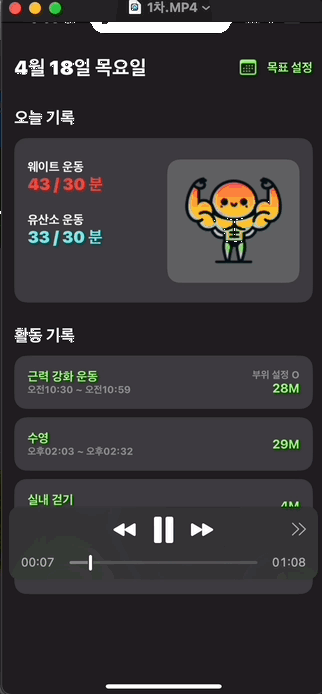 1차.MP4
4월 18일 목요일
목표 설정
오늘 기록
웨이트 운동
43 / 30 분
유산소 운동
33 / 30 분
활동 기록
근력 강화 운동
부위 설정 O
오전10:30 ~ 오전10:59
28M
수영
오후02:03 ~ 오후02:32
29M
실내 걷기
4M
00:07
01:08